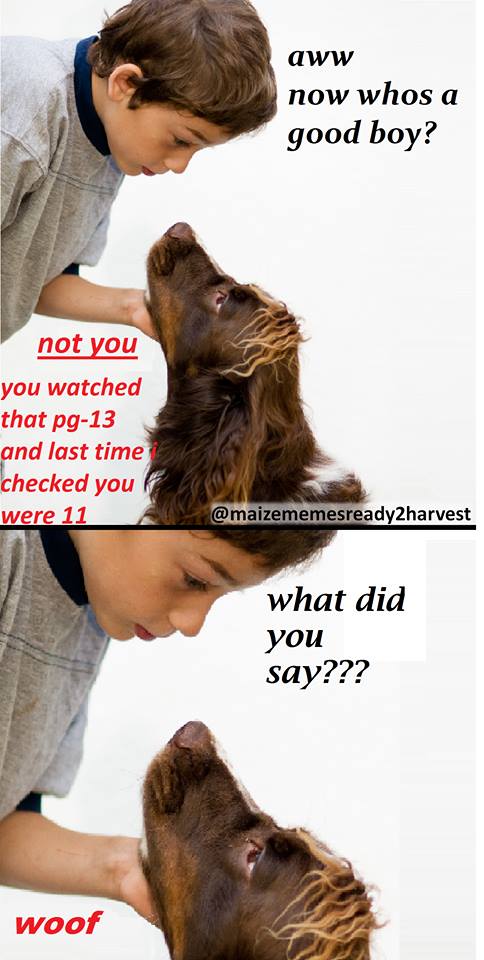 aww
now whos a
good boy?
not you
you watched
that pg-13
and last time i
checked you
were 11
@maizememesready2harvest
what did
you
say???
woof